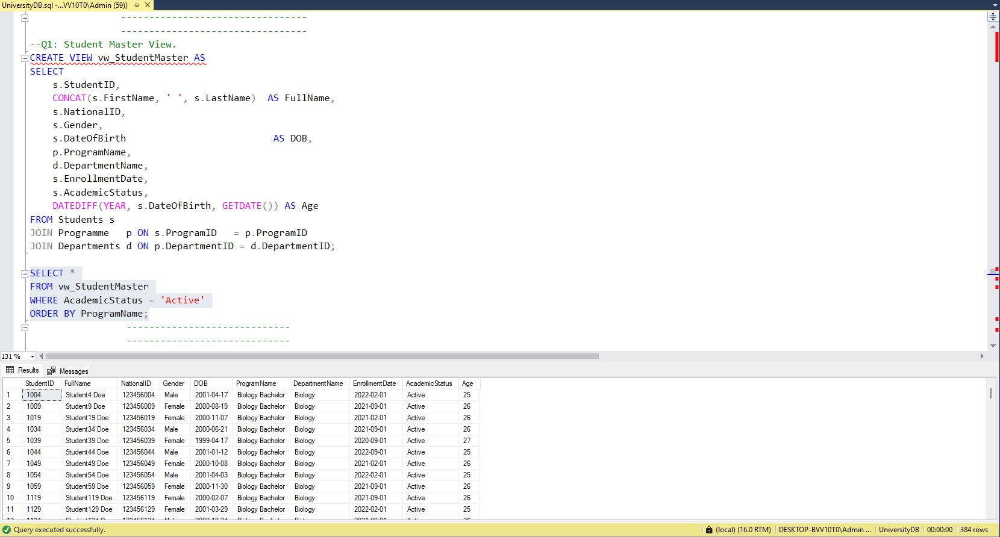 UniversityDB.sql -...VV10T0\Admin (59))
---------------------------------
---------------------------------
--Q1: Student Master View.
CREATE VIEW vw_StudentMaster AS
SELECT
    s.StudentID,
    CONCAT(s.FirstName, ' ', s.LastName)  AS FullName,
    s.NationalID,
    s.Gender,
    s.DateOfBirth                          AS DOB,
    p.ProgramName,
    d.DepartmentName,
    s.EnrollmentDate,
    s.AcademicStatus,
    DATEDIFF(YEAR, s.DateOfBirth, GETDATE()) AS Age
FROM Students s
JOIN Programme   p ON s.ProgramID   = p.ProgramID
JOIN Departments d ON p.DepartmentID = d.DepartmentID;
SELECT *
FROM vw_StudentMaster
WHERE AcademicStatus = 'Active'
ORDER BY ProgramName;
-----------------------------
-----------------------------
131 %
Results Messages
StudentID FullName NationalID Gender DOB ProgramName DepartmentName EnrollmentDate AcademicStatus Age
1 1004 Student4 Doe 123456004 Male 2001-04-17 Biology Bachelor Biology 2022-02-01 Active 25
2 1009 Student9 Doe 123456009 Female 2000-08-19 Biology Bachelor Biology 2021-09-01 Active 26
3 1019 Student19 Doe 123456019 Female 2000-11-07 Biology Bachelor Biology 2021-02-01 Active 26
4 1034 Student34 Doe 123456034 Male 2000-06-21 Biology Bachelor Biology 2021-09-01 Active 26
5 1039 Student39 Doe 123456039 Female 1999-04-17 Biology Bachelor Biology 2020-09-01 Active 27
6 1044 Student44 Doe 123456044 Male 2001-01-12 Biology Bachelor Biology 2022-09-01 Active 25
7 1049 Student49 Doe 123456049 Female 2000-10-08 Biology Bachelor Biology 2021-02-01 Active 26
8 1054 Student54 Doe 123456054 Male 2001-04-03 Biology Bachelor Biology 2022-02-01 Active 25
9 1059 Student59 Doe 123456059 Female 2000-11-30 Biology Bachelor Biology 2021-09-01 Active 26
10 1119 Student119 Doe 123456119 Female 2000-02-07 Biology Bachelor Biology 2021-09-01 Active 26
11 1129 Student129 Doe 123456129 Female 2001-03-29 Biology Bachelor Biology 2022-02-01 Active 25
Query executed successfully. (local) (16.0 RTM) DESKTOP-BVV10T0\Admin ... UniversityDB 00:00:00 384 rows